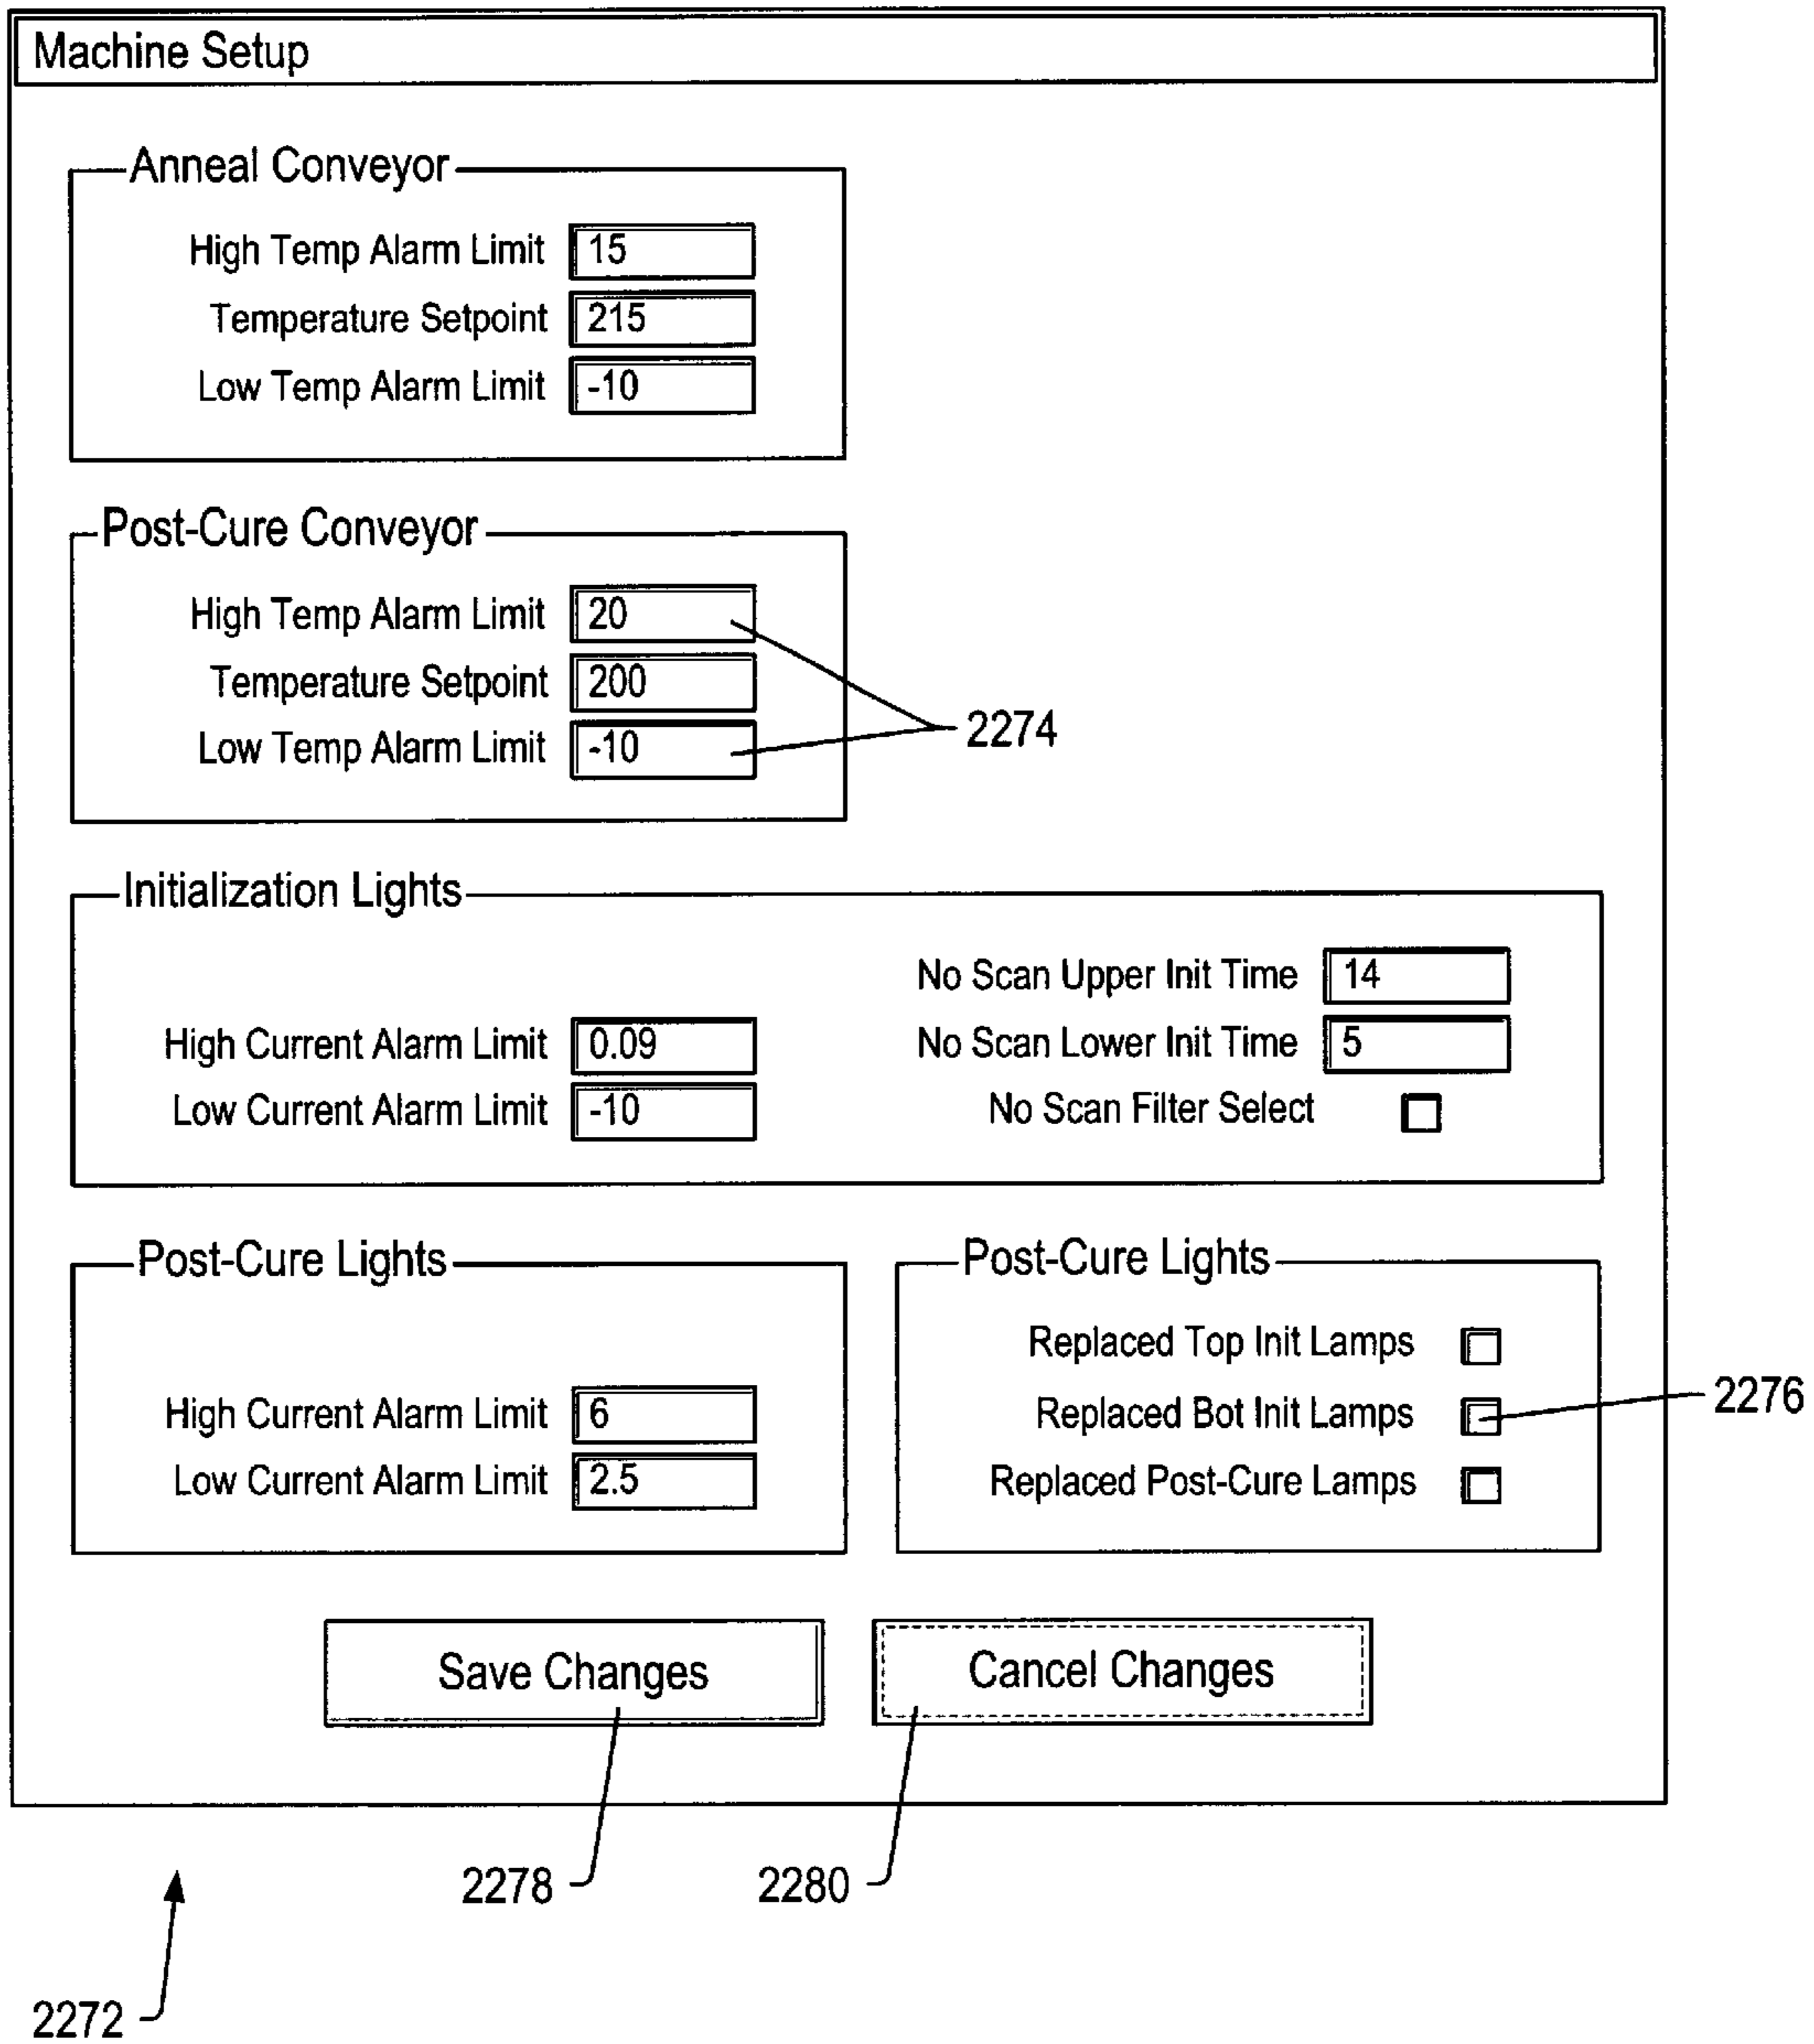 Machine Setup
Anneal Conveyor
High Temp Alarm Limit 15
Temperature Setpoint 215
Low Temp Alarm Limit -10
Post-Cure Conveyor
High Temp Alarm Limit 20
Temperature Setpoint 200
Low Temp Alarm Limit -10
2274
Initialization Lights
No Scan Upper Init Time 14
High Current Alarm Limit 0.09 No Scan Lower Init Time 5
Low Current Alarm Limit -10 No Scan Filter Select
Post-Cure Lights
High Current Alarm Limit 6
Low Current Alarm Limit 2.5
Post-Cure Lights
Replaced Top Init Lamps
Replaced Bot Init Lamps
2276
Replaced Post-Cure Lamps
Save Changes Cancel Changes
2278 2280
2272